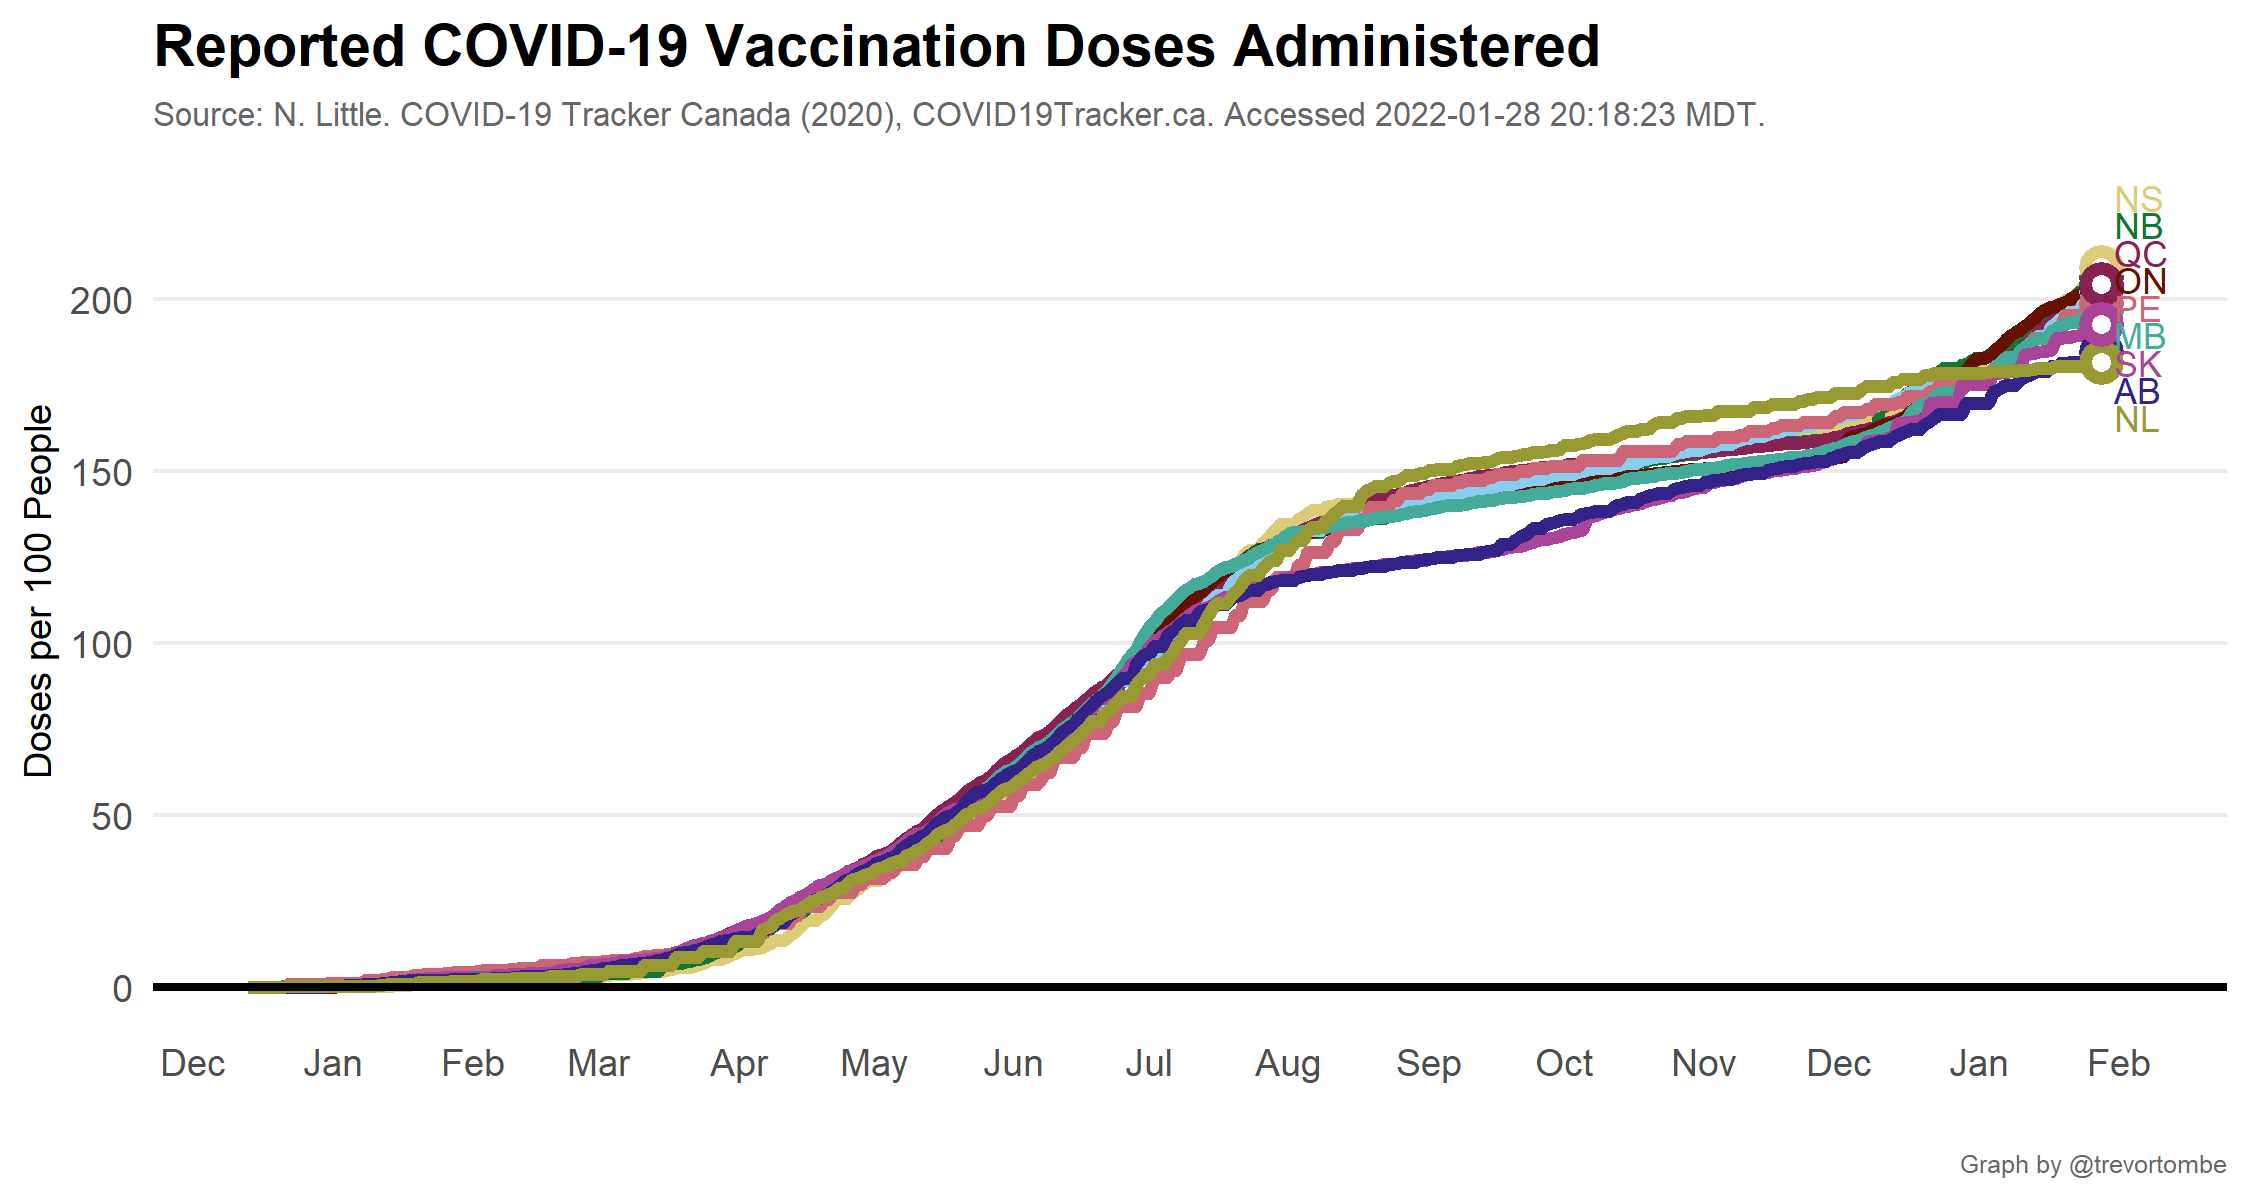 Reported COVID-19 Vaccination Doses Administered
Source: N. Little. COVID-19 Tracker Canada (2020), COVID19Tracker.ca. Accessed 2022-01-28 20:18:23 MDT.
Doses per 100 People
200
150
100
50
0
NS
NB
QC
ON
PE
MB
SK
AB
NL
Dec Jan Feb Mar Apr May Jun Jul Aug Sep Oct Nov Dec Jan Feb
Graph by @trevortombe